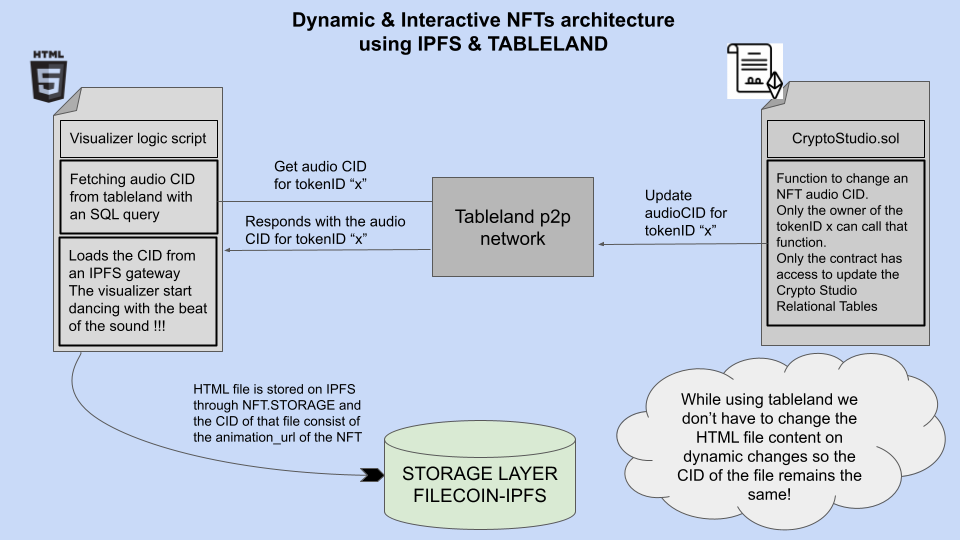 Dynamic & Interactive NFTs architecture
using IPFS & TABLELAND
HTML
5
Visualizer logic script
Fetching audio CID
from tableland with
an SQL query
Loads the CID from
an IPFS gateway
The visualizer start
dancing with the beat
of the sound !!!
Get audio CID
for tokenID “x”
Responds with the audio
CID for tokenID “x”
Tableland p2p
network
Update
audioCID for
tokenID “x”
CryptoStudio.sol
Function to change an
NFT audio CID.
Only the owner of the
tokenID x can call that
function.
Only the contract has
access to update the
Crypto Studio
Relational Tables
HTML file is stored on IPFS
through NFT.STORAGE and
the CID of that file consist of
the animation_url of the NFT
STORAGE LAYER
FILECOIN-IPFS
While using tableland we
don’t have to change the
HTML file content on
dynamic changes so the
CID of the file remains the
same!